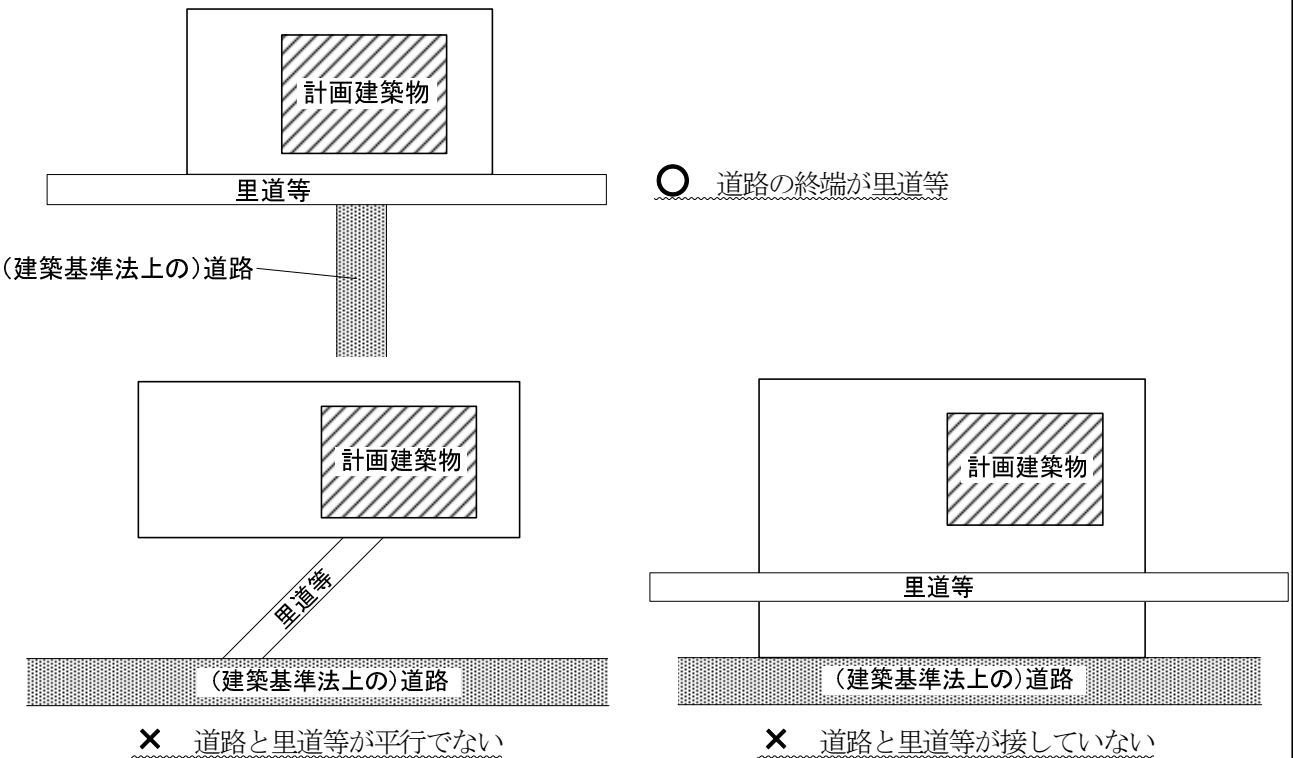 計画建築物
里道等
○ 道路の終端が里道等
(建築基準法上の)道路
計画建築物
里道等
(建築基準法上の)道路
× 道路と里道等が平行でない
計画建築物
里道等
(建築基準法上の)道路
× 道路と里道等が接していない